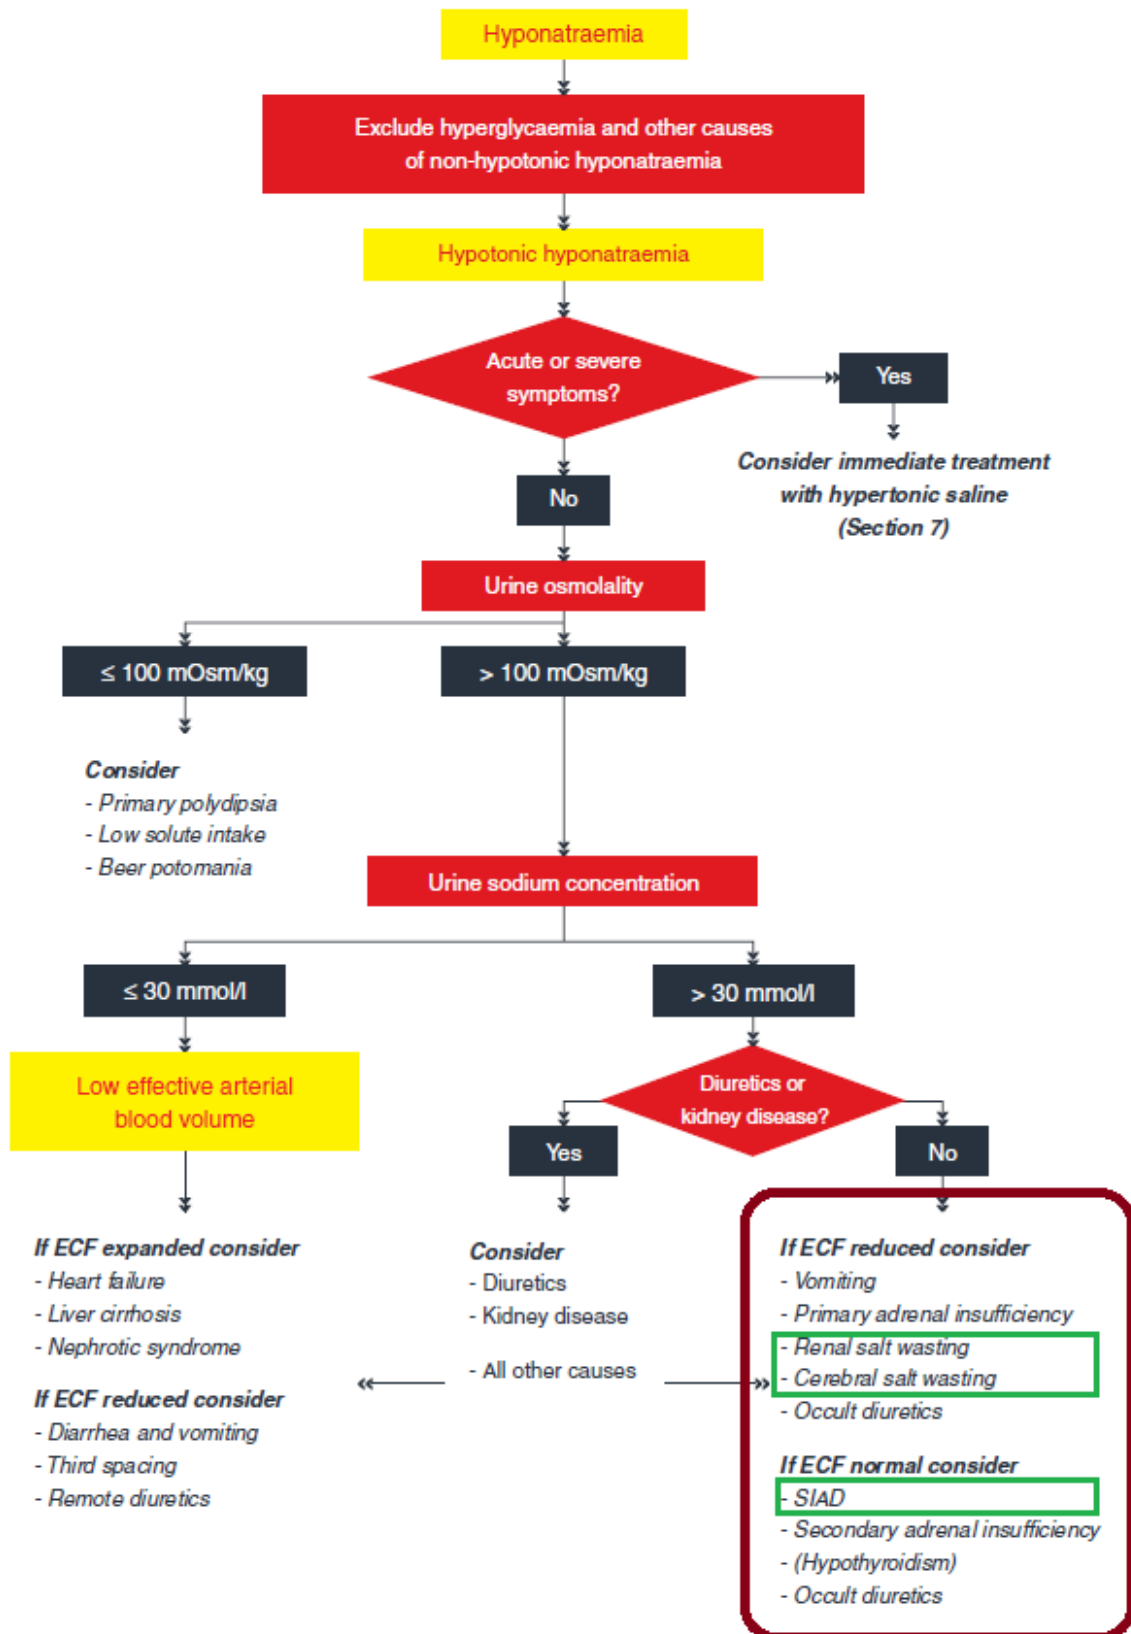 Hyponatraemia
Exclude hyperglycaemia and other causes
of non-hypotonic hyponatraemia
Hypotonic hyponatraemia
Acute or severe
symptoms?
Yes
Consider immediate treatment
with hypertonic saline
(Section 7)
No
Urine osmolality
≤ 100 mOsm/kg
> 100 mOsm/kg
Consider
- Primary polydipsia
- Low solute intake
- Beer potomania
Urine sodium concentration
≤ 30 mmol/l
> 30 mmol/l
Low effective arterial
blood volume
Diuretics or
kidney disease?
Yes
No
If ECF expanded consider
- Heart failure
- Liver cirrhosis
- Nephrotic syndrome
If ECF reduced consider
- Diarrhea and vomiting
- Third spacing
- Remote diuretics
Consider
- Diuretics
- Kidney disease
- All other causes
If ECF reduced consider
- Vomiting
- Primary adrenal insufficiency
- Renal salt wasting
- Cerebral salt wasting
- Occult diuretics
If ECF normal consider
- SIAD
- Secondary adrenal insufficiency
- (Hypothyroidism)
- Occult diuretics